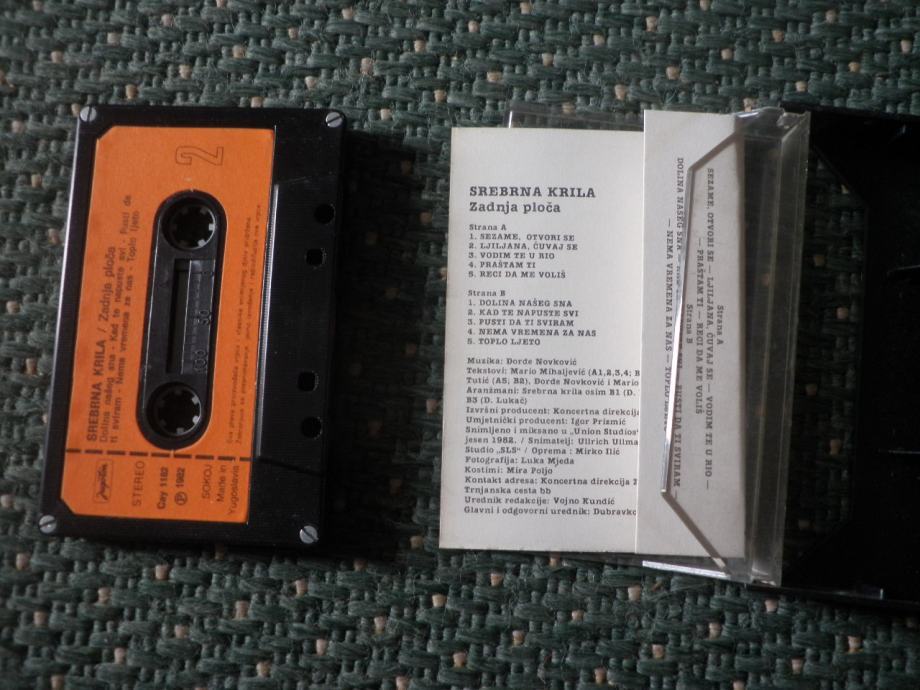 2
SREBRNA KRILA / Zadnja ploča
Dolina našeg sna - Kad te napuste svi - Pusti da
ti sviram - Nema vremena za nas - Toplo ljeto
100 50
Jugoton
STEREO
Cay 1182
Ⓟ 1982
SOKOJ
Made in
Yugoslavia
SREBRNA KRILA
Zadnja ploča
Strana A
1. SEZAME, OTVORI SE
2. LJILJANA, ČUVAJ SE
3. VODIM TE U RIO
4. PRAŠTAM TI
5. RECI DA ME VOLIŠ
Strana B
1. DOLINA NAŠEG SNA
2. KAD TE NAPUSTE SVI
3. PUSTI DA TI SVIRAM
4. NEMA VREMENA ZA NAS
5. TOPLO LJETO
Muzika: Đorđe Novković
Tekstovi: Mario Mihaljević (A1,2,3,4; B
Tutić (A5; B2), Đorđe Novković i Mario
Aranžmani: Srebrna krila osim B1 (D.
B3 (D. Lukač)
Izvršni producent: Koncertna direkcija
Umjetnički producent: Igor Prizmić
Snimljeno i miksano u „Union Studios"
jesen 1982. / Snimatelj: Ullrich Ullma
Studio „SLS" / Oprema : Mirko Ilić
Fotografija: Luka Mjeda
Kostimi: Mira Poljo
Kontakt adresa: Koncertna direkcija Z
Trnjanska cesta bb
Urednik redakcije: Vojno Kundić
Glavni i odgovorni urednik: Dubravko
Strana A
SEZAME, OTVORI SE — LJILJANA, ČUVAJ SE — VODIM TE U RIO —
— PRAŠTAM TI — RECI DA ME VOLIŠ
Strana B
DOLINA NAŠEG SNA — PUSTI DA TI SVIRAM —
— NEMA VREMENA ZA NAS — TOPLO